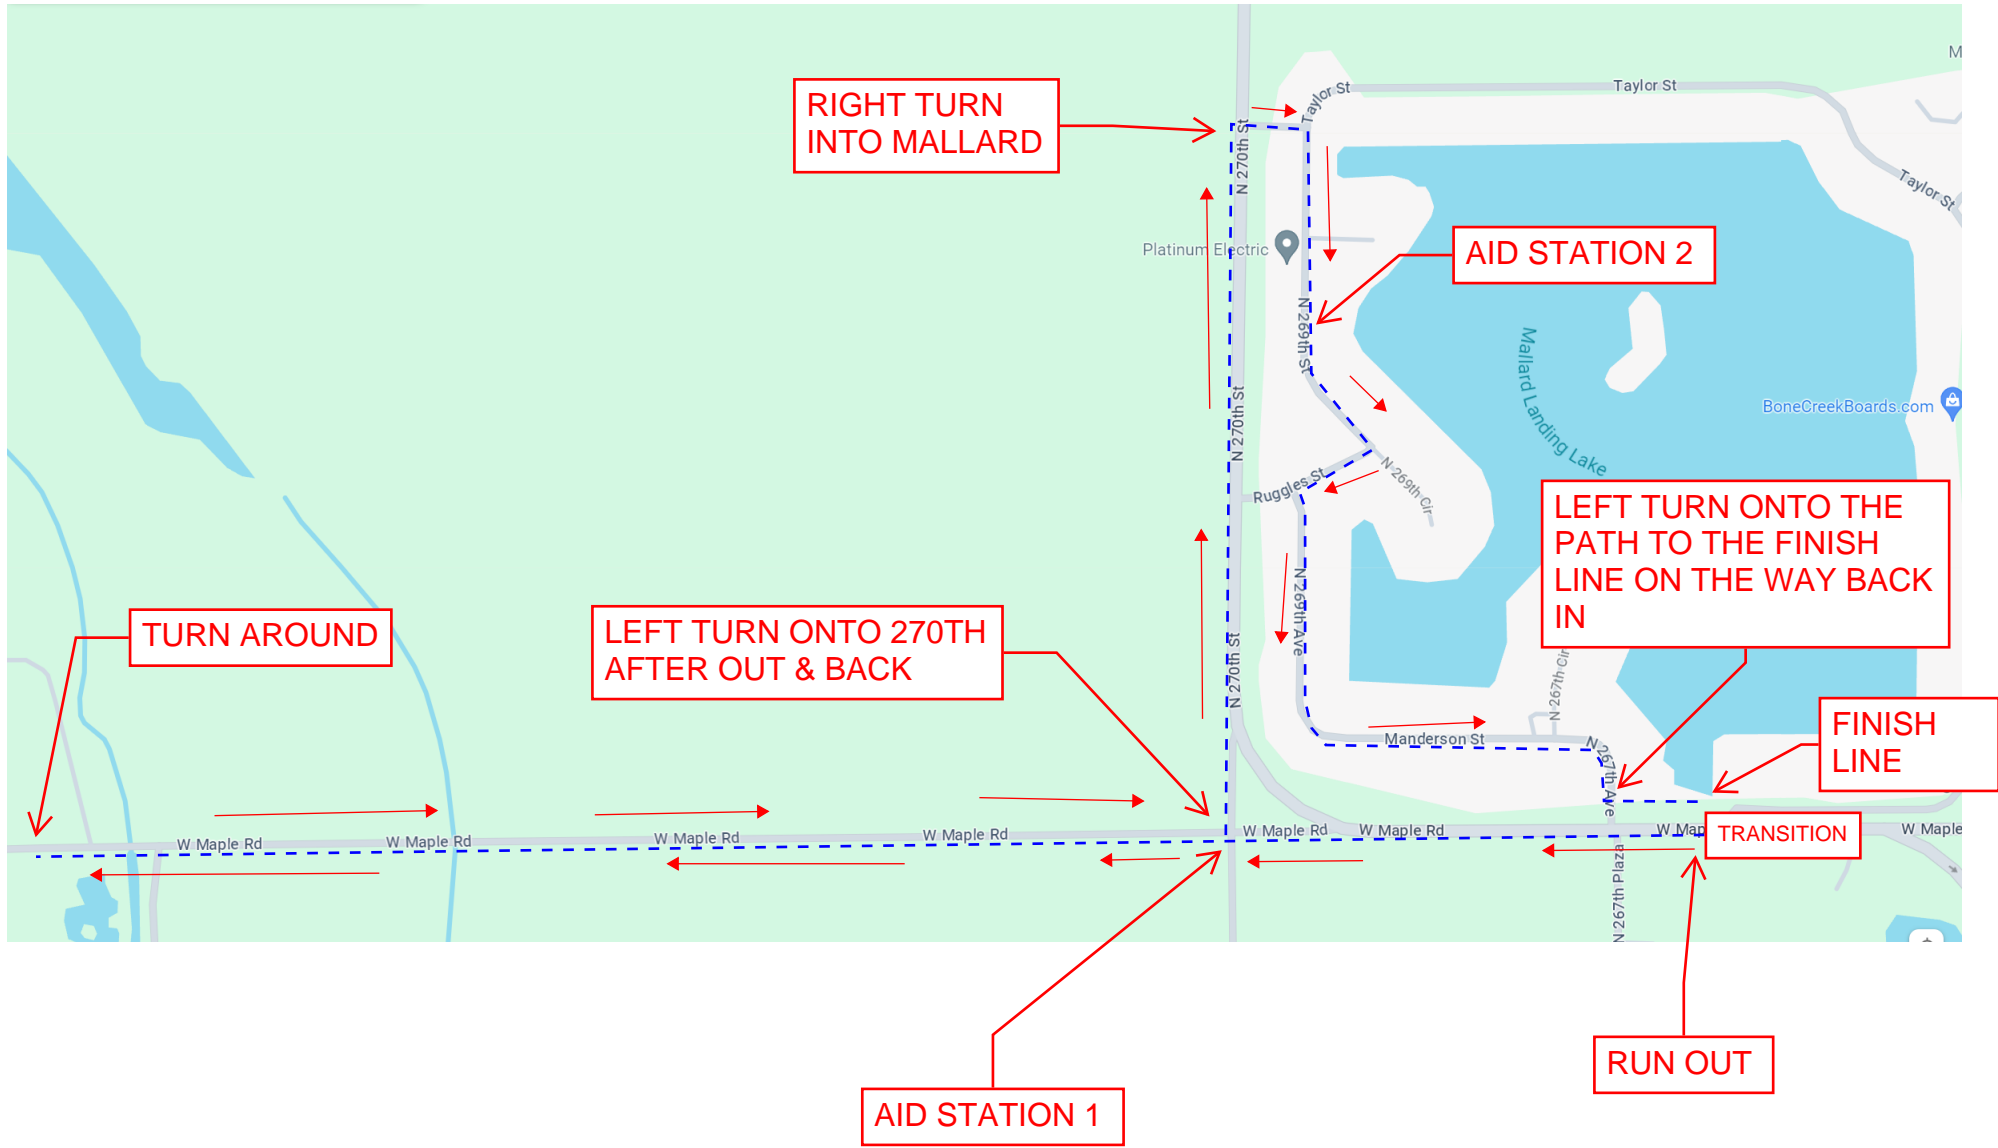 M
Taylor St
Taylor St
RIGHT TURN
INTO MALLARD
N 270th St
Taylor St
Platinum Electric
AID STATION 2
N 269th St
Mallard Landing Lake
BoneCreekBoards.com
N 270th St
Ruggles St
N 269th Cir
LEFT TURN ONTO THE
PATH TO THE FINISH
LINE ON THE WAY BACK
IN
N 269th Ave
TURN AROUND
LEFT TURN ONTO 270TH
AFTER OUT & BACK
N 270th St
N 267th Cir
FINISH
LINE
Manderson St
N 267th Ave
W Maple Rd
W Maple Rd
W Maple Rd
W Maple Rd
W Maple Rd
W Maple Rd
W Map
TRANSITION
W Maple
N 267th Plaza
RUN OUT
AID STATION 1